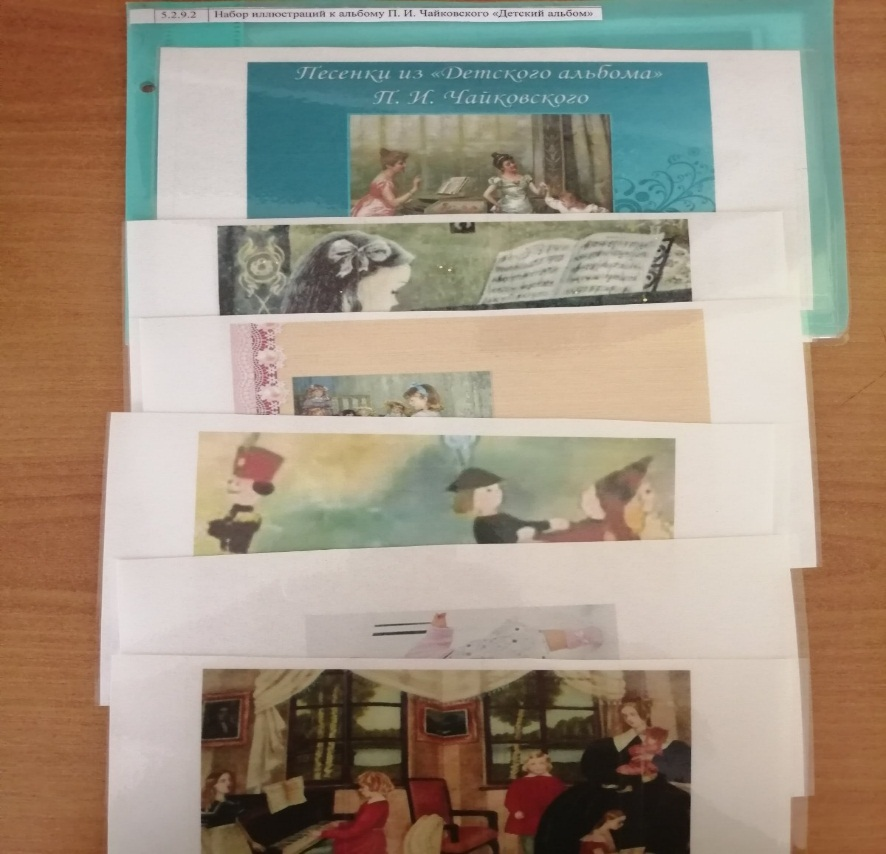 5.2.9.2 Набор иллюстраций к альбому П. И. Чайковского «Детский альбом»
Песенки из «Детского альбома»
П. И. Чайковского